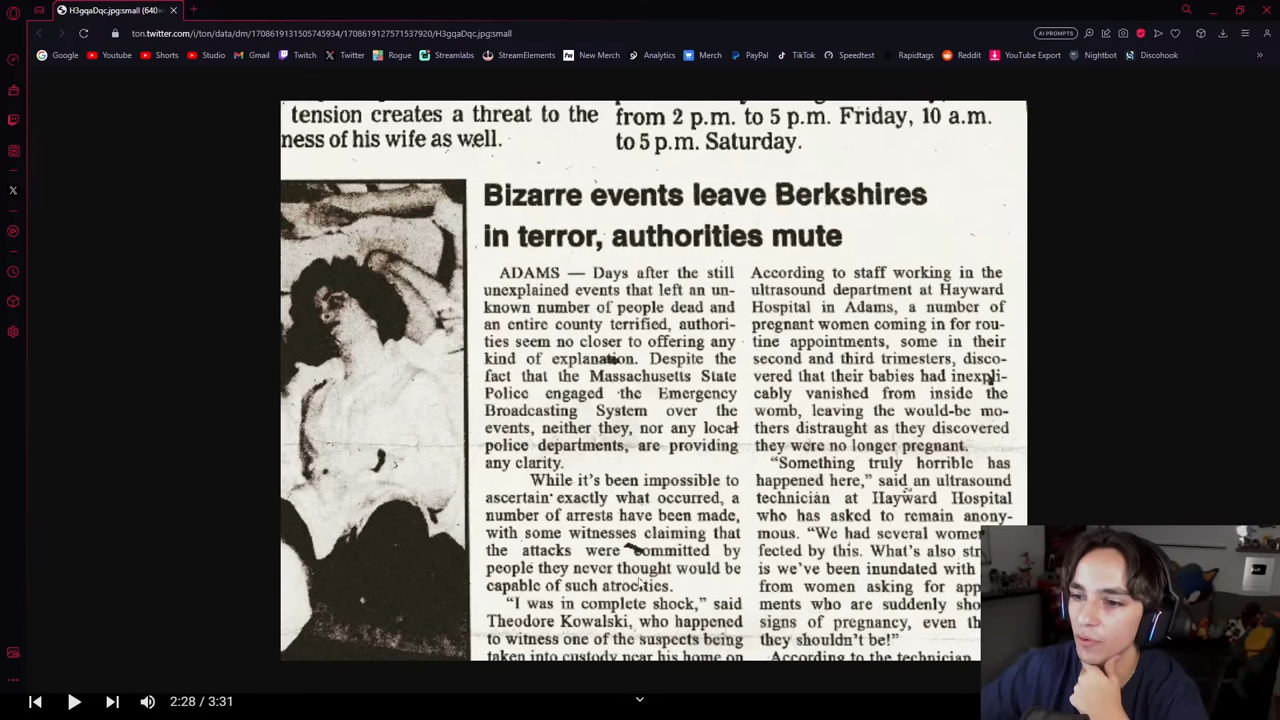 H3gqaDqc.jpg:small (640×
ton.twitter.com/i/ton/data/dm/1708619131505745934/1708619127571537920/H3gqaDqc.jpg:small
AI PROMPTS
Google Youtube Shorts Studio Gmail Twitch Twitter Rogue Streamlabs StreamElements New Merch Analytics Merch PayPal TikTok Speedtest Rapidtags Reddit YouTube Export Nightbot Discohook
tension creates a threat to the
ness of his wife as well.
from 2 p.m. to 5 p.m. Friday, 10 a.m.
to 5 p.m. Saturday.
Bizarre events leave Berkshires
in terror, authorities mute
ADAMS — Days after the still
unexplained events that left an un-
known number of people dead and
an entire county terrified, authori-
ties seem no closer to offering any
kind of explanation. Despite the
fact that the Massachusetts State
Police engaged the Emergency
Broadcasting System over the
events, neither they, nor any local
police departments, are providing
any clarity.
While it's been impossible to
ascertain exactly what occurred, a
number of arrests have been made,
with some witnesses claiming that
the attacks were committed by
people they never thought would be
capable of such atrocities.
“I was in complete shock,” said
Theodore Kowalski, who happened
to witness one of the suspects being
taken into custody near his home on
According to staff working in the
ultrasound department at Hayward
Hospital in Adams, a number of
pregnant women coming in for rou-
tine appointments, some in their
second and third trimesters, disco-
vered that their babies had inexpli-
cably vanished from inside the
womb, leaving the would-be mo-
thers distraught as they discovered
they were no longer pregnant.
“Something truly horrible has
happened here,” said an ultrasound
technician at Hayward Hospital
who has asked to remain anony-
mous. “We had several wome
fected by this. What's also st
is we've been inundated with
from women asking for app
ments who are suddenly sho
signs of pregnancy, even th
they shouldn't be!”
According to the technician
2:28 / 3:31